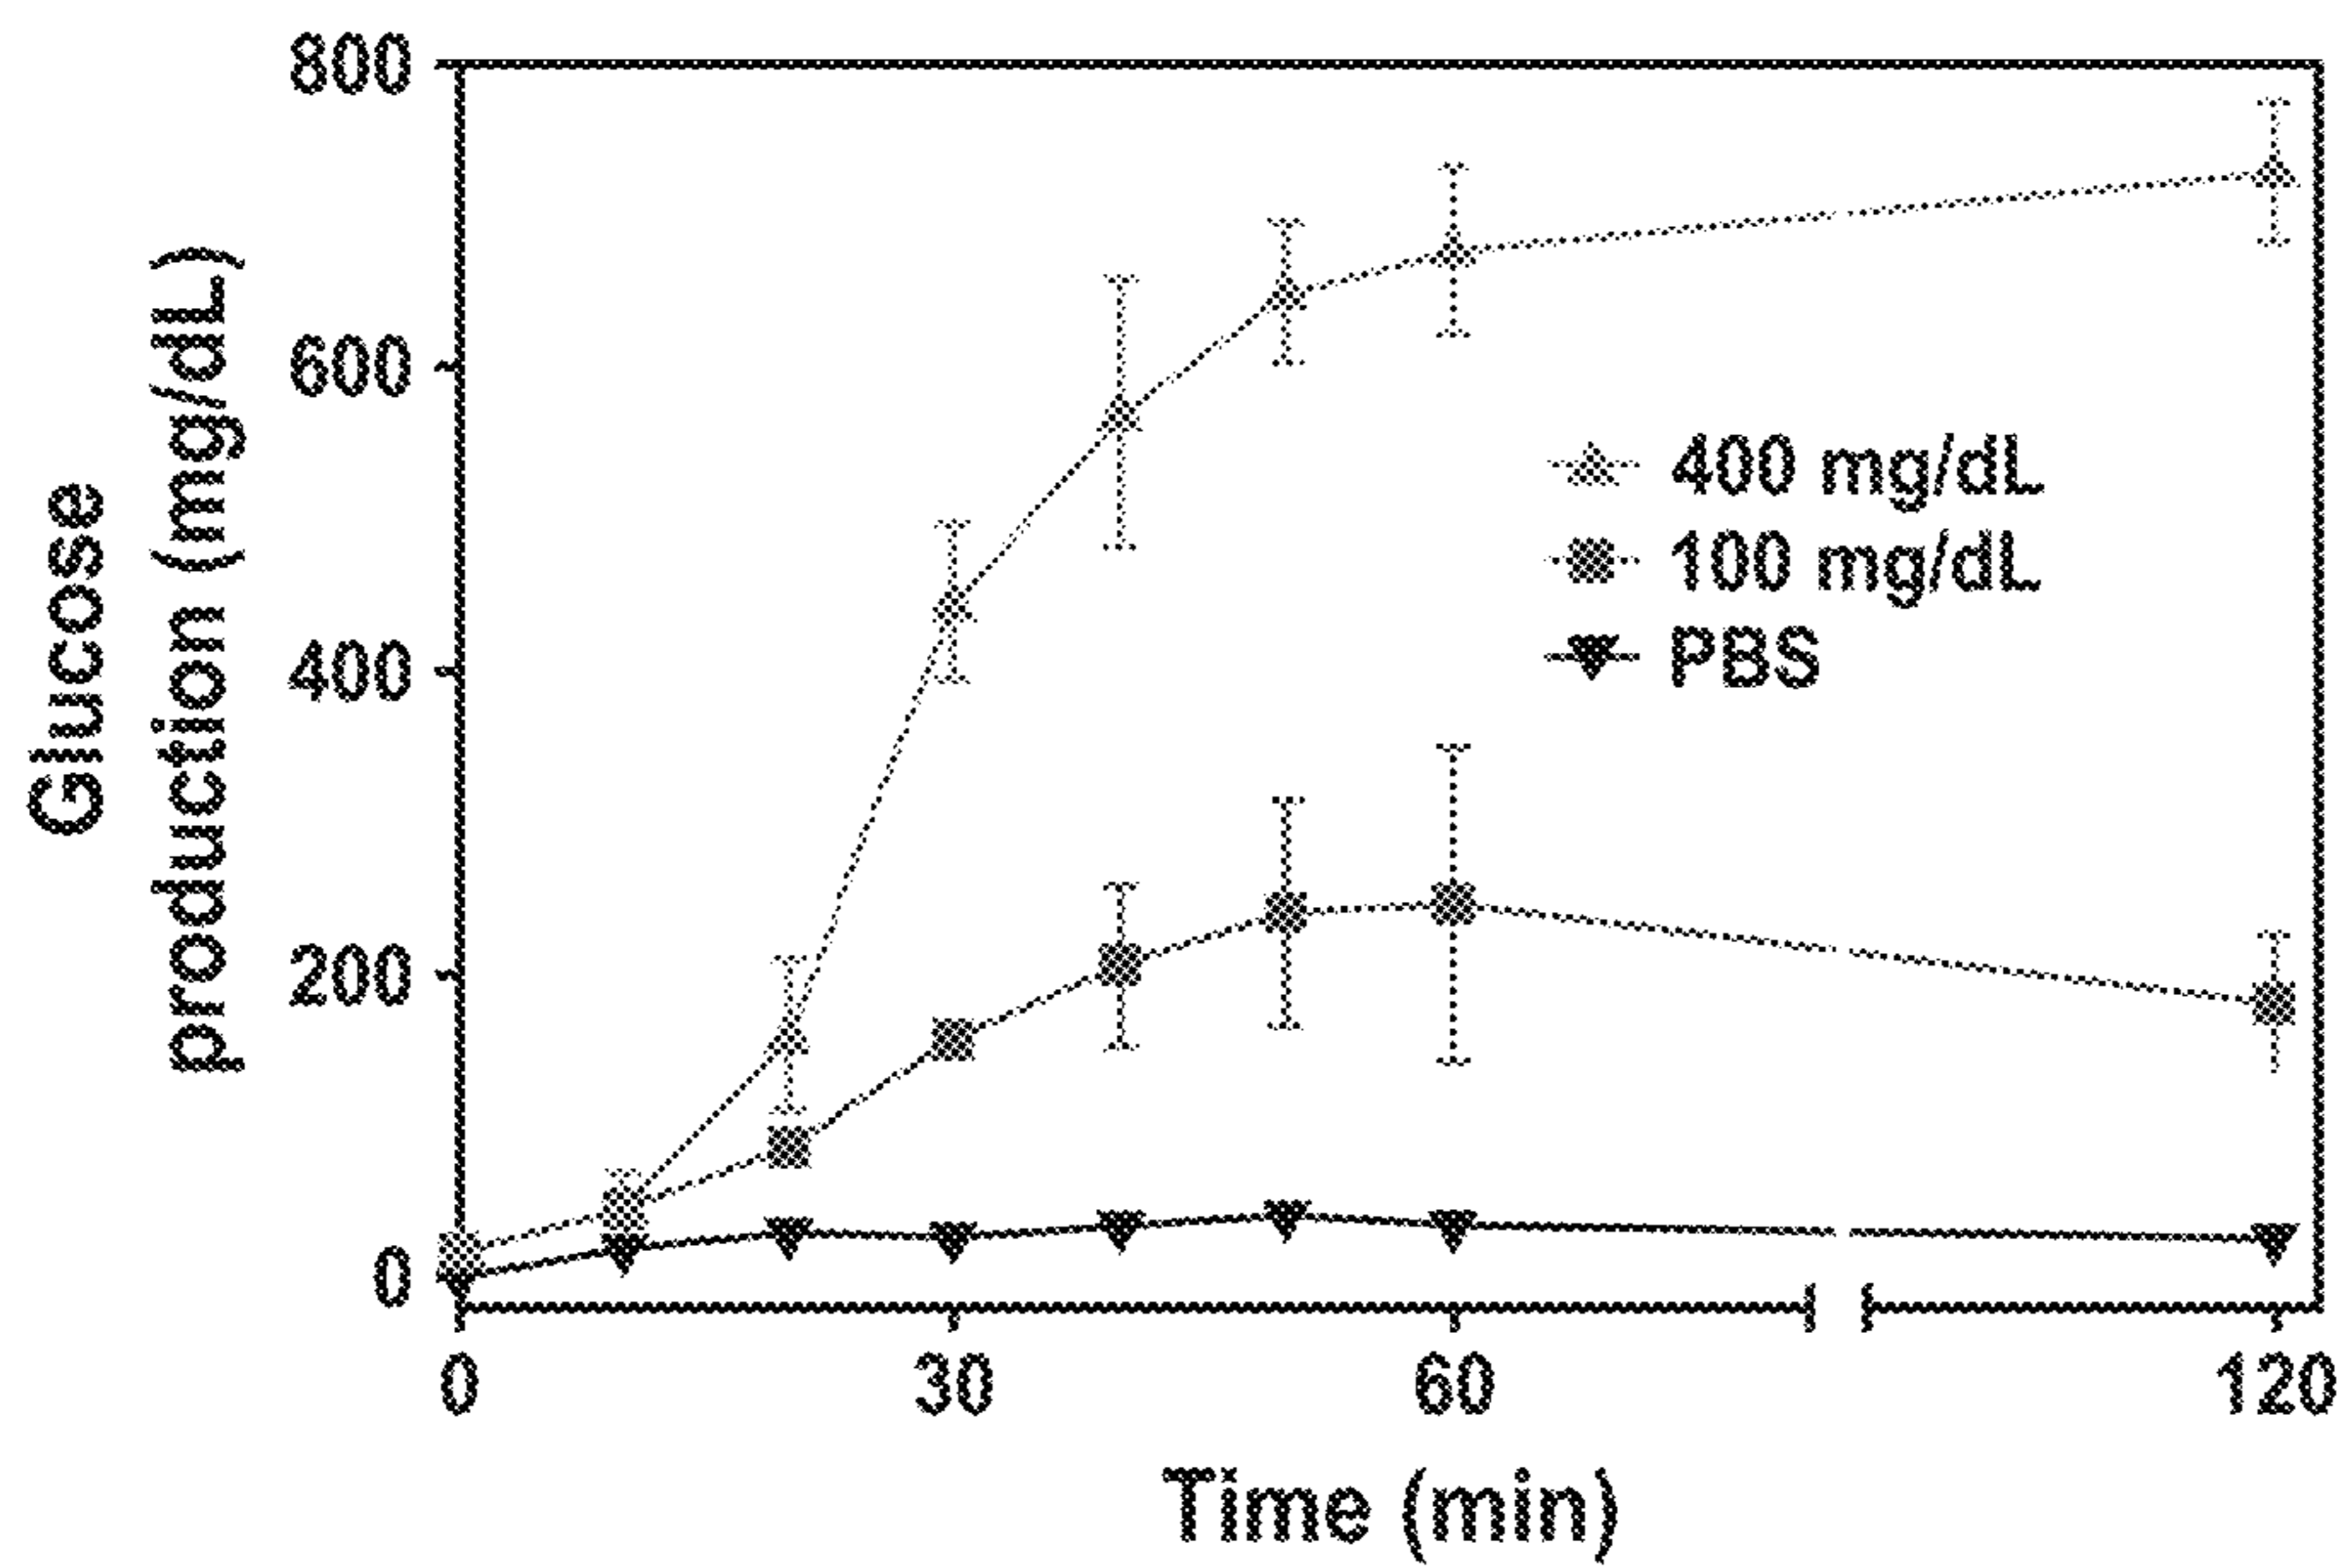 Glucose
production (mg/dL)
800
600
400
200
0
400 mg/dL
100 mg/dL
PBS
0 30 60 120
Time (min)